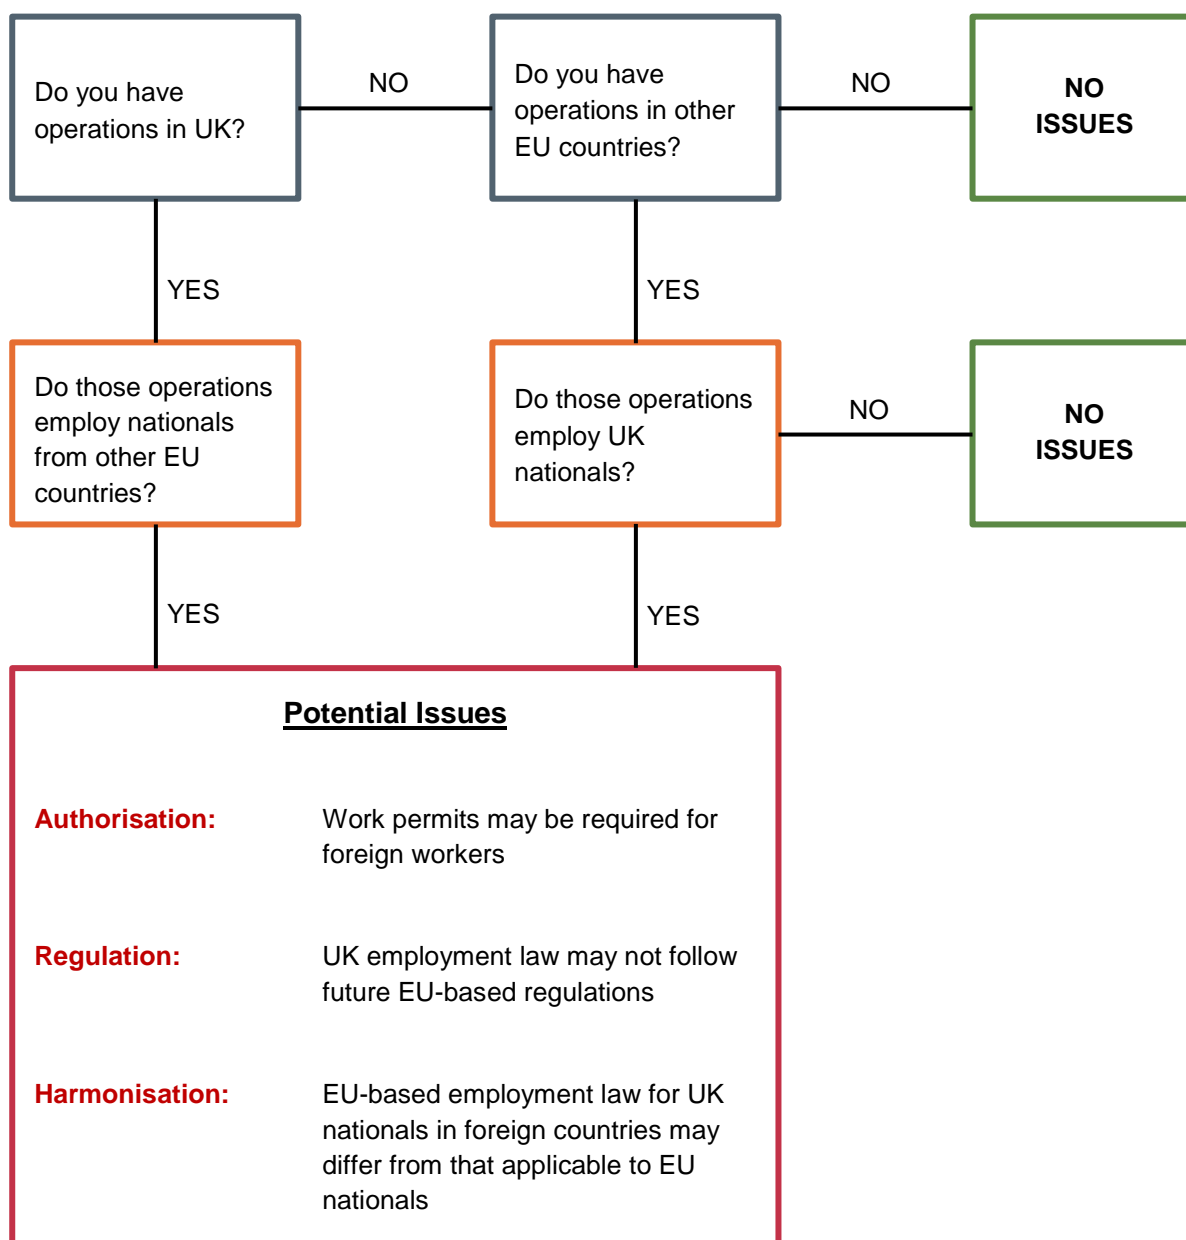 Do you have
operations in UK?
NO
Do you have
operations in other
EU countries?
NO
NO
ISSUES
YES
YES
Do those operations
employ nationals
from other EU
countries?
Do those operations
employ UK
nationals?
NO
NO
ISSUES
YES
YES
Potential Issues
Authorisation:
Work permits may be required for
foreign workers
Regulation:
UK employment law may not follow
future EU-based regulations
Harmonisation:
EU-based employment law for UK
nationals in foreign countries may
differ from that applicable to EU
nationals